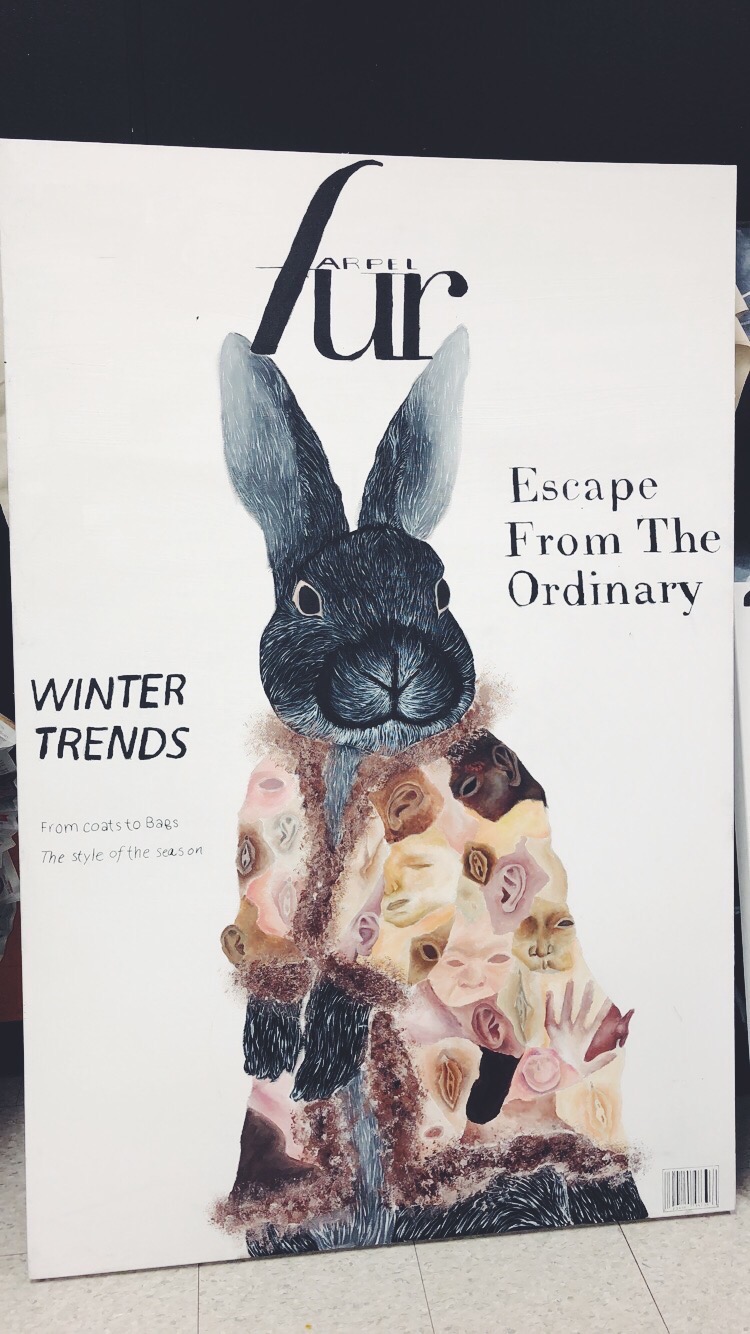 fur
ARPEL
Escape
From The
Ordinary
WINTER
TRENDS
From coats to Bags
The style of the season